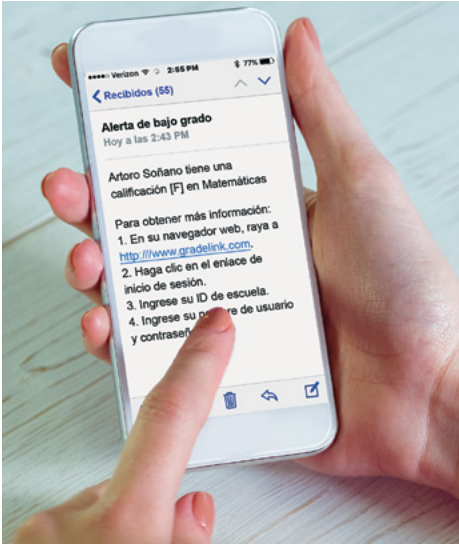 Verizon 2:55 PM 77%
Recibidos (55)
Alerta de bajo grado
Hoy a las 2:43 PM
Artoro Soñano tiene una
calificación [F] en Matemáticas
Para obtener más información:
1. En su navegador web, raya a
http:///www.gradelink.com.
2. Haga clic en el enlace de
inicio de sesión.
3. Ingrese su ID de escuela.
4. Ingrese su de usuario
y